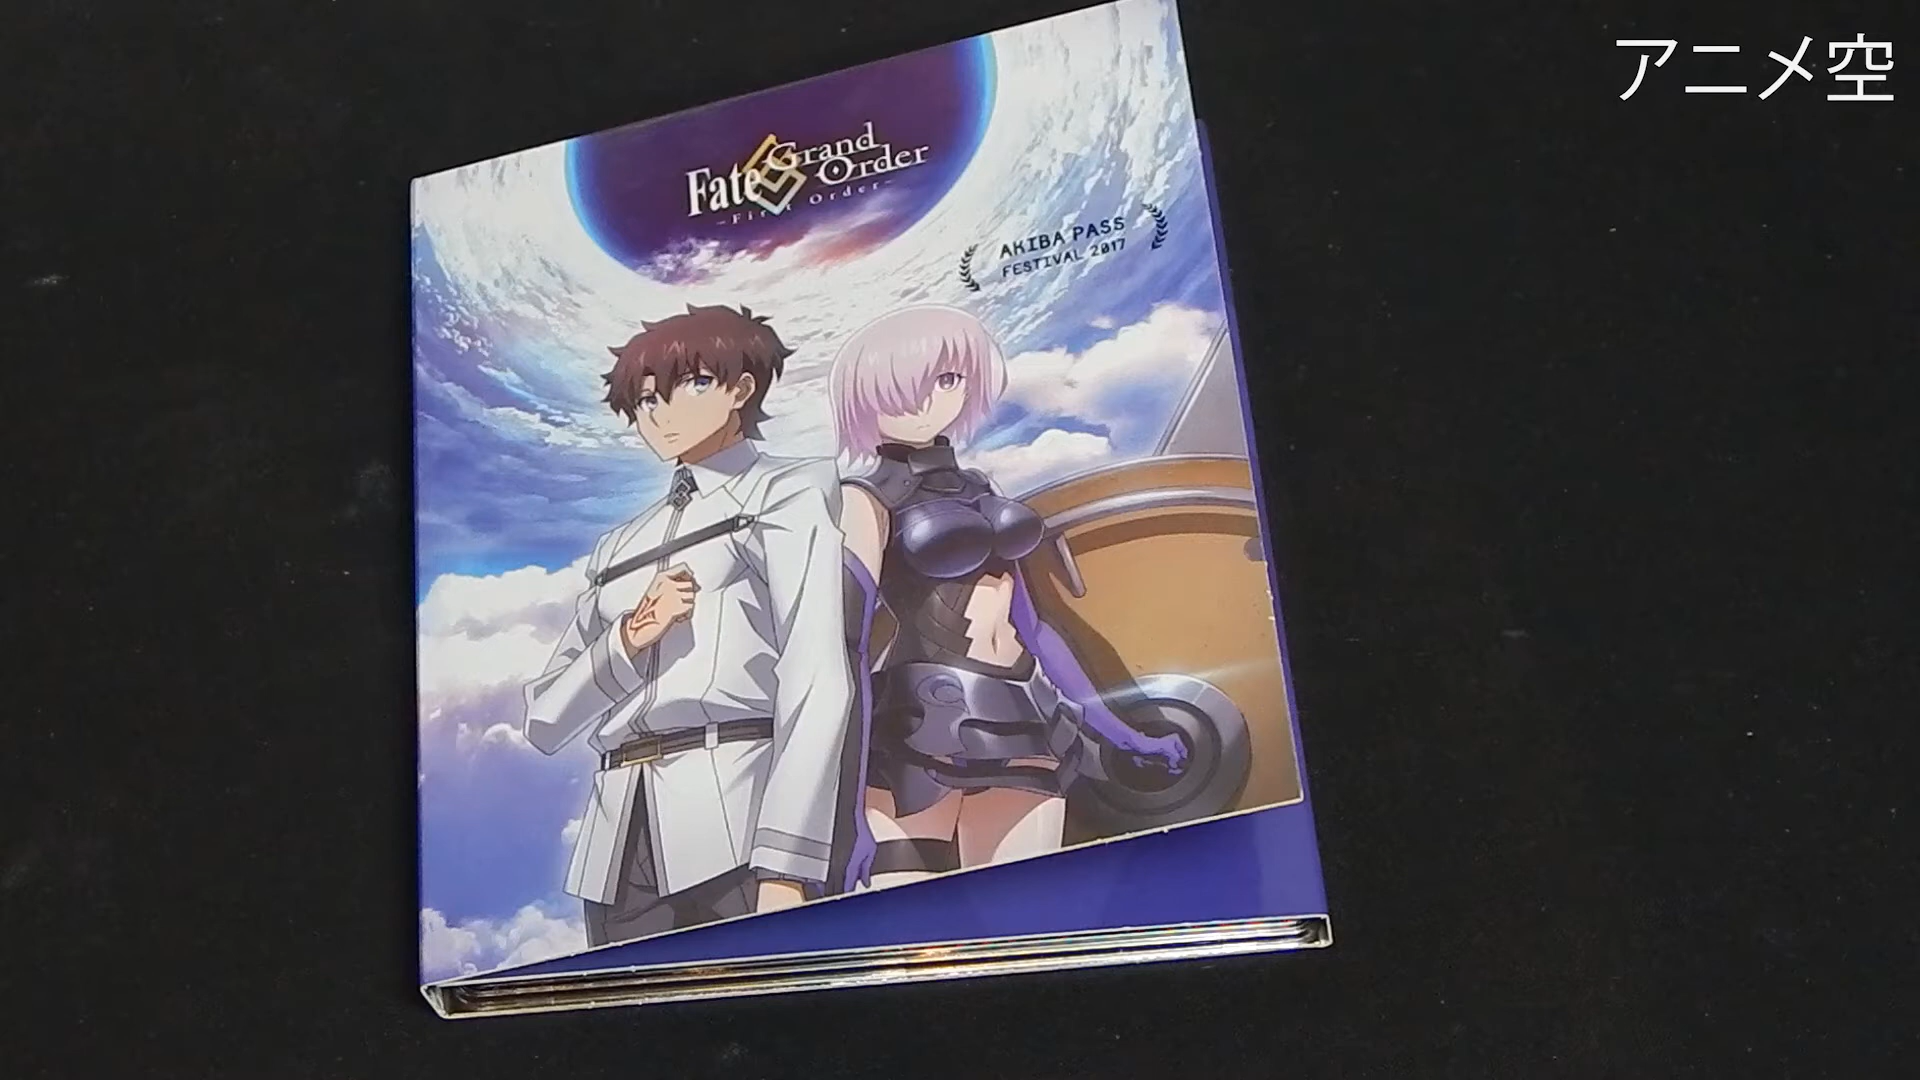 アニメ空
Fate Grand Order
-First Order-
AKIBA PASS
FESTIVAL 2017